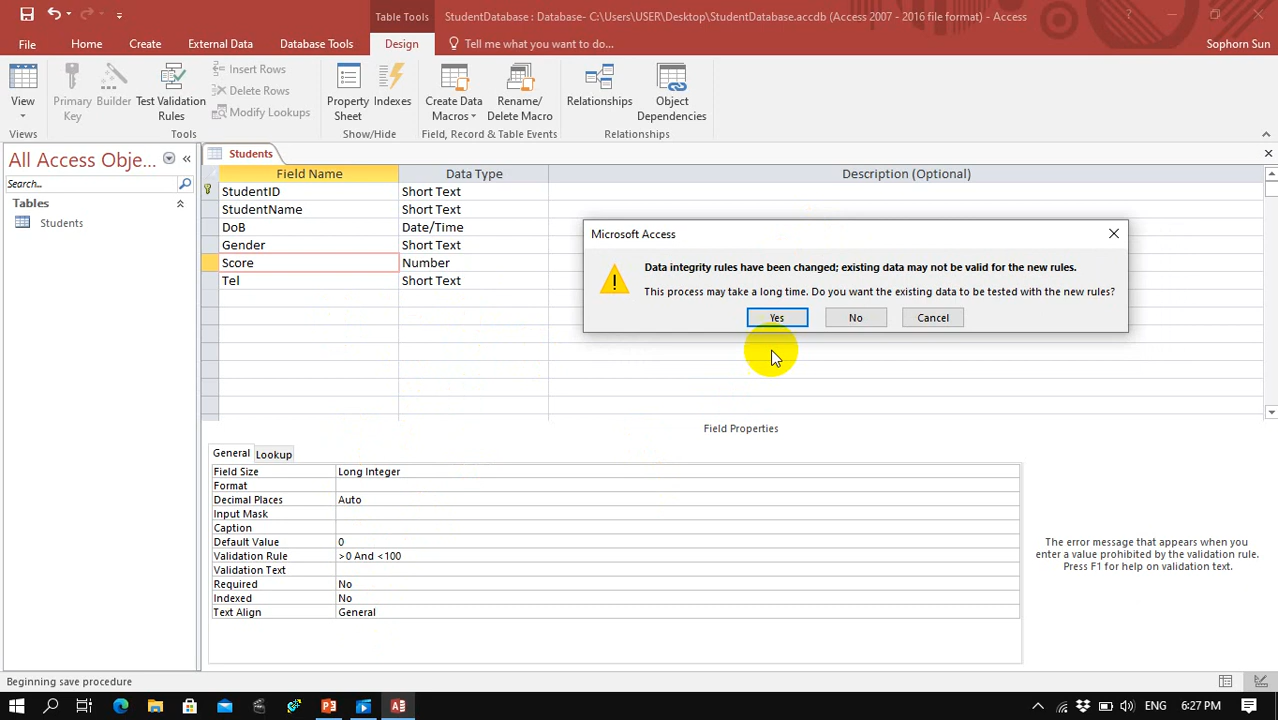 Table Tools
StudentDatabase : Database- C:\Users\USER\Desktop\StudentDatabase.accdb (Access 2007 - 2016 file format) - Access
File
Home
Create
External Data
Database Tools
Design
Tell me what you want to do...
Sophorn Sun
View
Primary Key
Builder
Test Validation Rules
Insert Rows
Delete Rows
Modify Lookups
Property Sheet
Indexes
Create Data Macros
Rename/ Delete Macro
Relationships
Object Dependencies
Views
Tools
Show/Hide
Field, Record & Table Events
Relationships
All Access Obje...
Search...
Tables
Students
Students
Field Name Data Type Description (Optional)
StudentID Short Text
StudentName Short Text
DoB Date/Time
Gender Short Text
Score Number
Tel Short Text
Microsoft Access
Data integrity rules have been changed; existing data may not be valid for the new rules.
This process may take a long time. Do you want the existing data to be tested with the new rules?
Yes No Cancel
Field Properties
General Lookup
Field Size Long Integer
Format
Decimal Places Auto
Input Mask
Caption
Default Value 0
Validation Rule >0 And <100
Validation Text
Required No
Indexed No
Text Align General
The error message that appears when you
enter a value prohibited by the validation rule.
Press F1 for help on validation text.
Beginning save procedure
ENG 6:27 PM